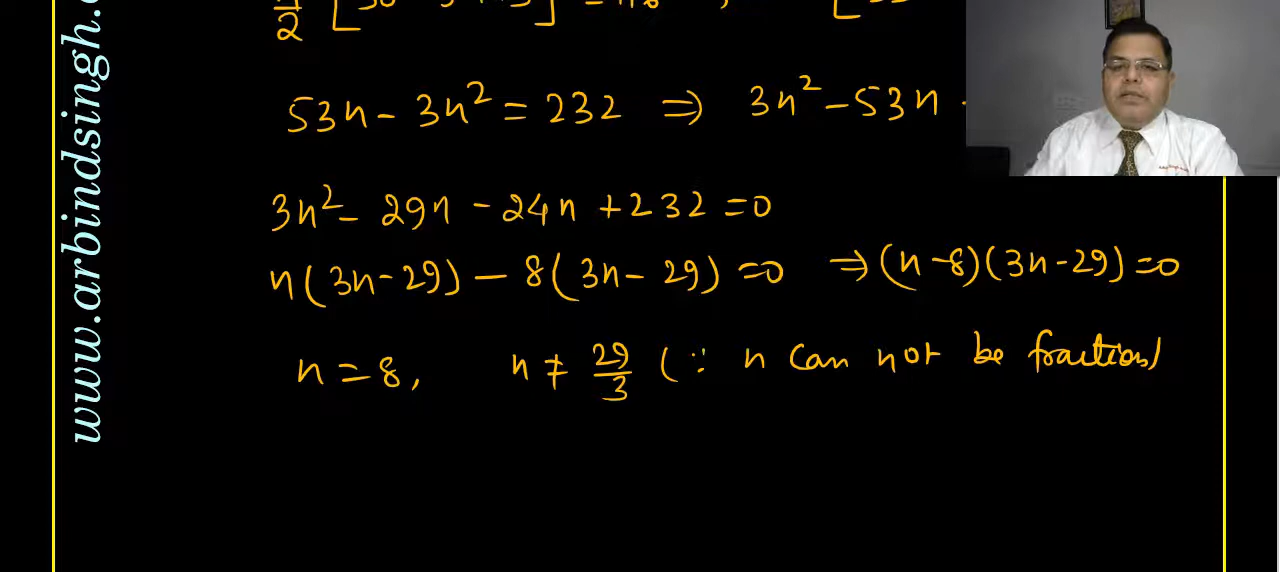 www.arbindsingh.
2
53n - 3n² = 232 ⇒ 3n² - 53n
3n² - 29n - 24n + 232 = 0
n(3n - 29) - 8(3n - 29) = 0 ⇒ (n - 8)(3n - 29) = 0
n = 8, n ≠ 29/3 (∵ n can not be fraction)